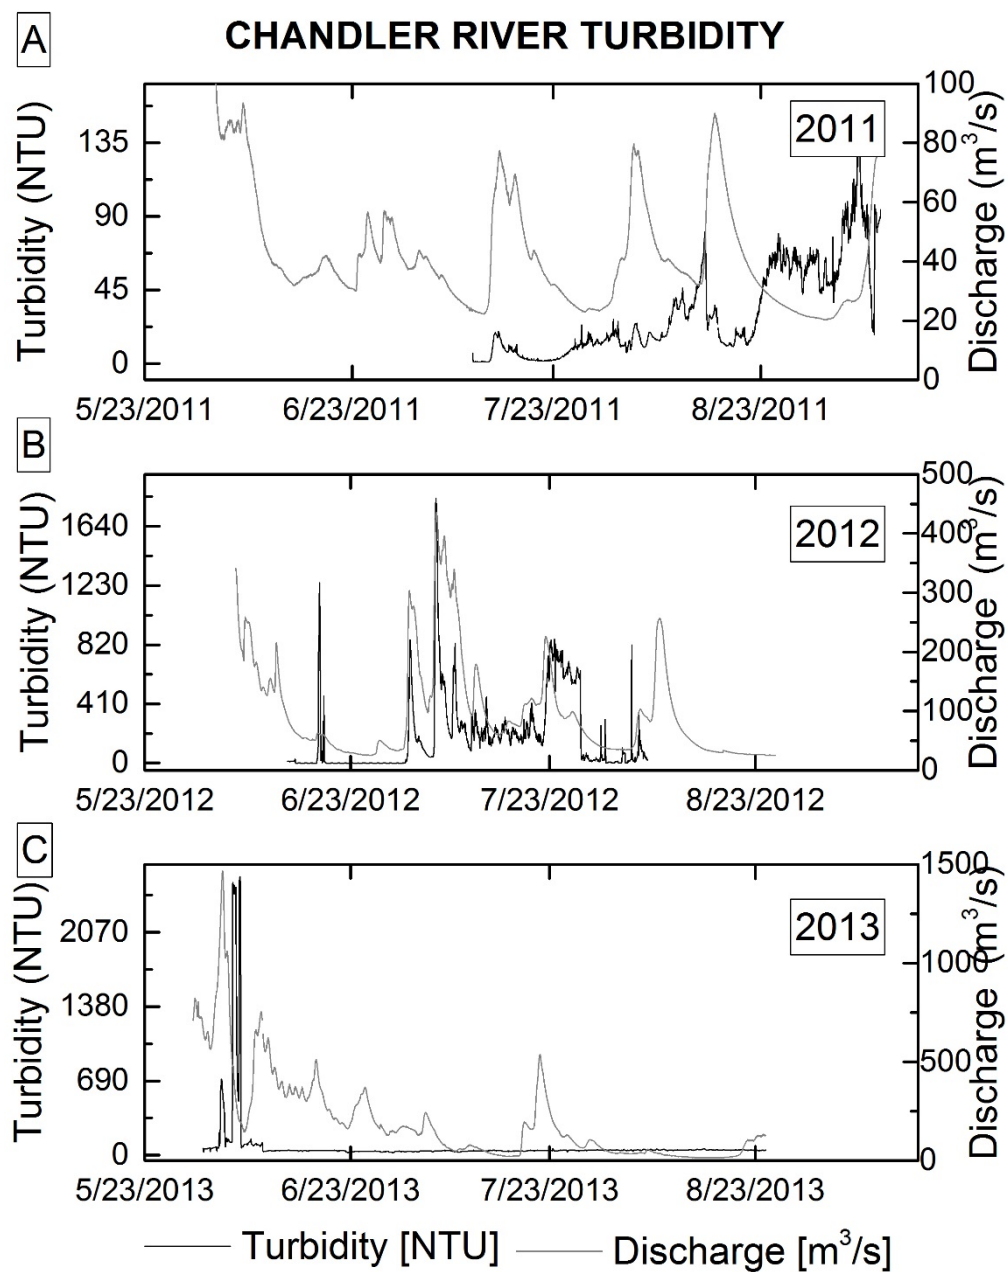 A
CHANDLER RIVER TURBIDITY
Turbidity (NTU)
135
90
45
0
2011
100
80
60
40
20
0
Discharge (m³/s)
5/23/2011 6/23/2011 7/23/2011 8/23/2011
B
Turbidity (NTU)
1640
1230
820
410
0
2012
500
400
300
200
100
0
Discharge (m³/s)
5/23/2012 6/23/2012 7/23/2012 8/23/2012
C
Turbidity (NTU)
2070
1380
690
0
2013
1500
1000
500
0
Discharge (m³/s)
5/23/2013 6/23/2013 7/23/2013 8/23/2013
Turbidity [NTU] Discharge [m³/s]